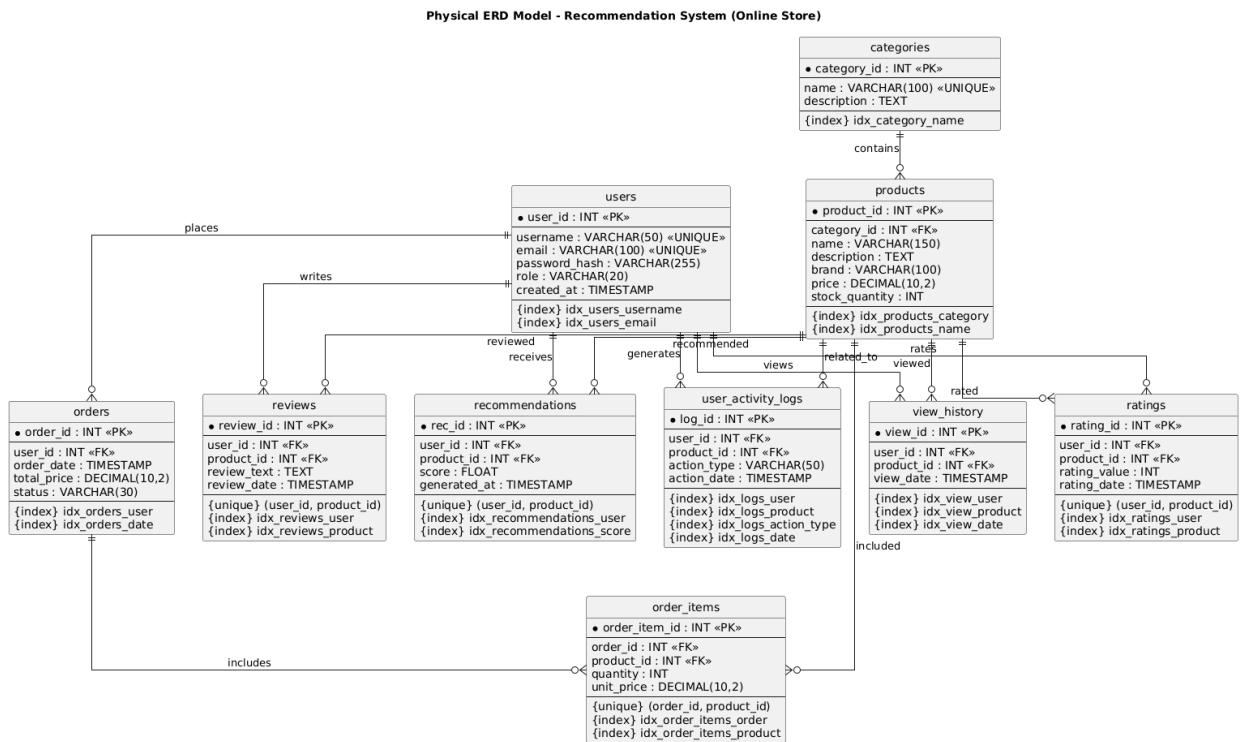 Physical ERD Model - Recommendation System (Online Store)
categories
category_id : INT «PK»
name : VARCHAR(100) «UNIQUE»
description : TEXT
{index} idx_category_name
contains
users
user_id : INT «PK»
username : VARCHAR(50) «UNIQUE»
email : VARCHAR(100) «UNIQUE»
password_hash : VARCHAR(255)
role : VARCHAR(20)
created_at : TIMESTAMP
{index} idx_users_username
{index} idx_users_email
products
product_id : INT «PK»
category_id : INT «FK»
name : VARCHAR(150)
description : TEXT
brand : VARCHAR(100)
price : DECIMAL(10,2)
stock_quantity : INT
{index} idx_products_category
{index} idx_products_name
places
writes
reviewed
receives
recommended
generates
related_to
views
rates
viewed
rated
orders
order_id : INT «PK»
user_id : INT «FK»
order_date : TIMESTAMP
total_price : DECIMAL(10,2)
status : VARCHAR(30)
{index} idx_orders_user
{index} idx_orders_date
reviews
review_id : INT «PK»
user_id : INT «FK»
product_id : INT «FK»
review_text : TEXT
review_date : TIMESTAMP
{unique} (user_id, product_id)
{index} idx_reviews_user
{index} idx_reviews_product
recommendations
rec_id : INT «PK»
user_id : INT «FK»
product_id : INT «FK»
score : FLOAT
generated_at : TIMESTAMP
{unique} (user_id, product_id)
{index} idx_recommendations_user
{index} idx_recommendations_score
user_activity_logs
log_id : INT «PK»
user_id : INT «FK»
product_id : INT «FK»
action_type : VARCHAR(50)
action_date : TIMESTAMP
{index} idx_logs_user
{index} idx_logs_product
{index} idx_logs_action_type
{index} idx_logs_date
view_history
view_id : INT «PK»
user_id : INT «FK»
product_id : INT «FK»
view_date : TIMESTAMP
{index} idx_view_user
{index} idx_view_product
{index} idx_view_date
ratings
rating_id : INT «PK»
user_id : INT «FK»
product_id : INT «FK»
rating_value : INT
rating_date : TIMESTAMP
{unique} (user_id, product_id)
{index} idx_ratings_user
{index} idx_ratings_product
included
includes
order_items
order_item_id : INT «PK»
order_id : INT «FK»
product_id : INT «FK»
quantity : INT
unit_price : DECIMAL(10,2)
{unique} (order_id, product_id)
{index} idx_order_items_order
{index} idx_order_items_product